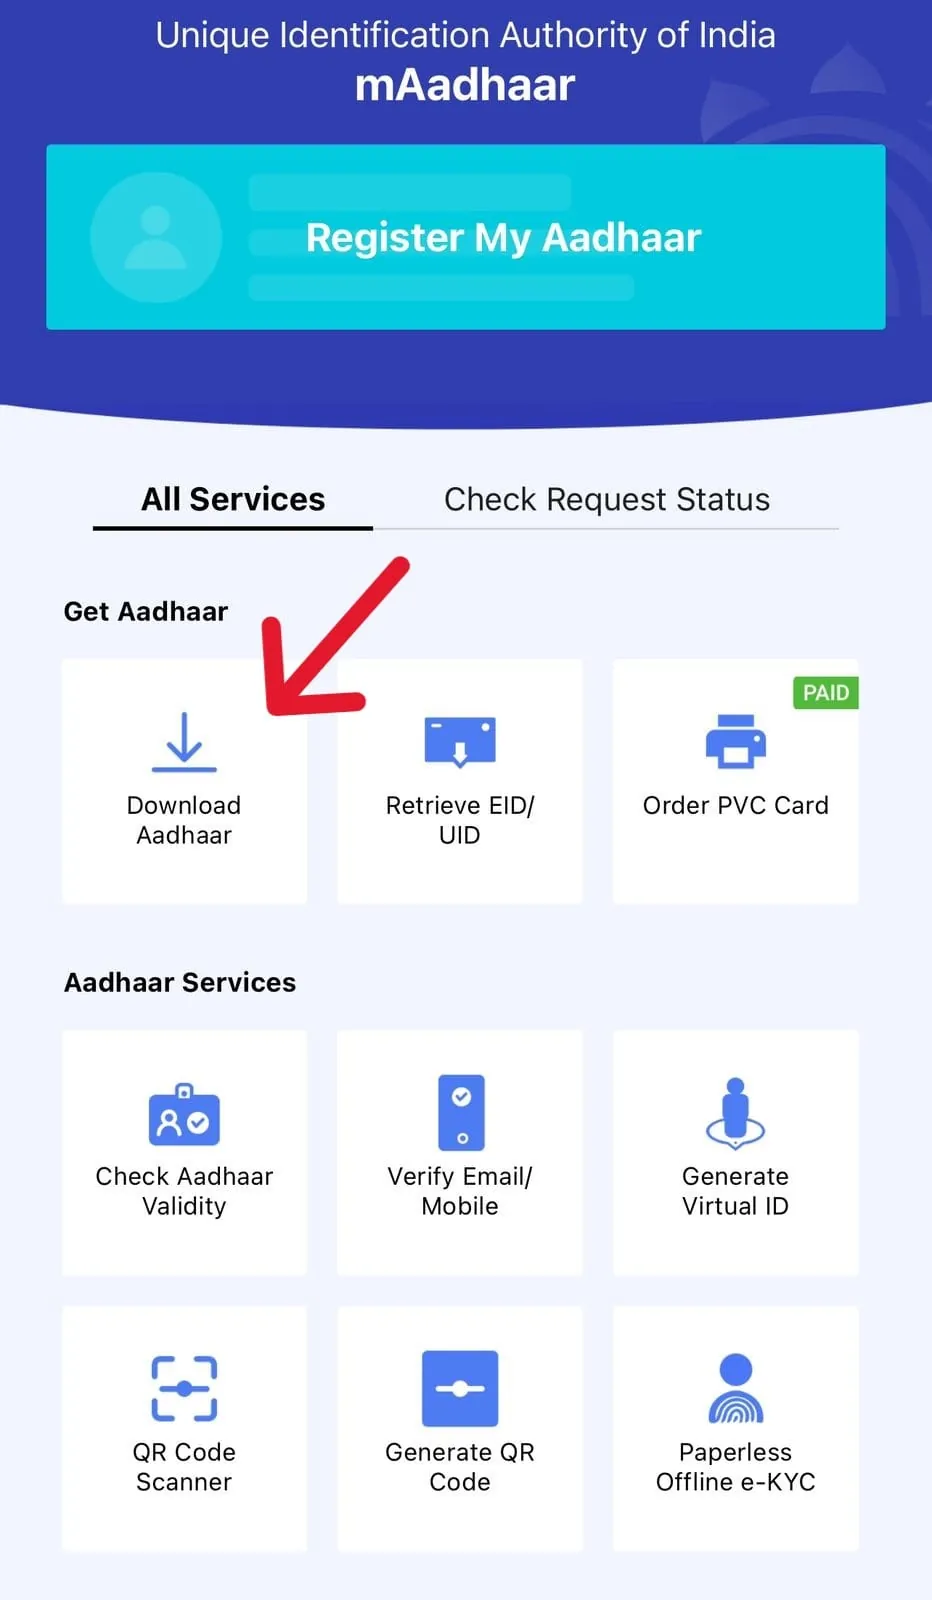 Unique Identification Authority of India
mAadhaar
Register My Aadhaar
All Services
Check Request Status
Get Aadhaar
Download
Aadhaar
Retrieve EID/
UID
PAID
Order PVC Card
Aadhaar Services
Check Aadhaar
Validity
Verify Email/
Mobile
Generate
Virtual ID
QR Code
Scanner
Generate QR
Code
Paperless
Offline e-KYC